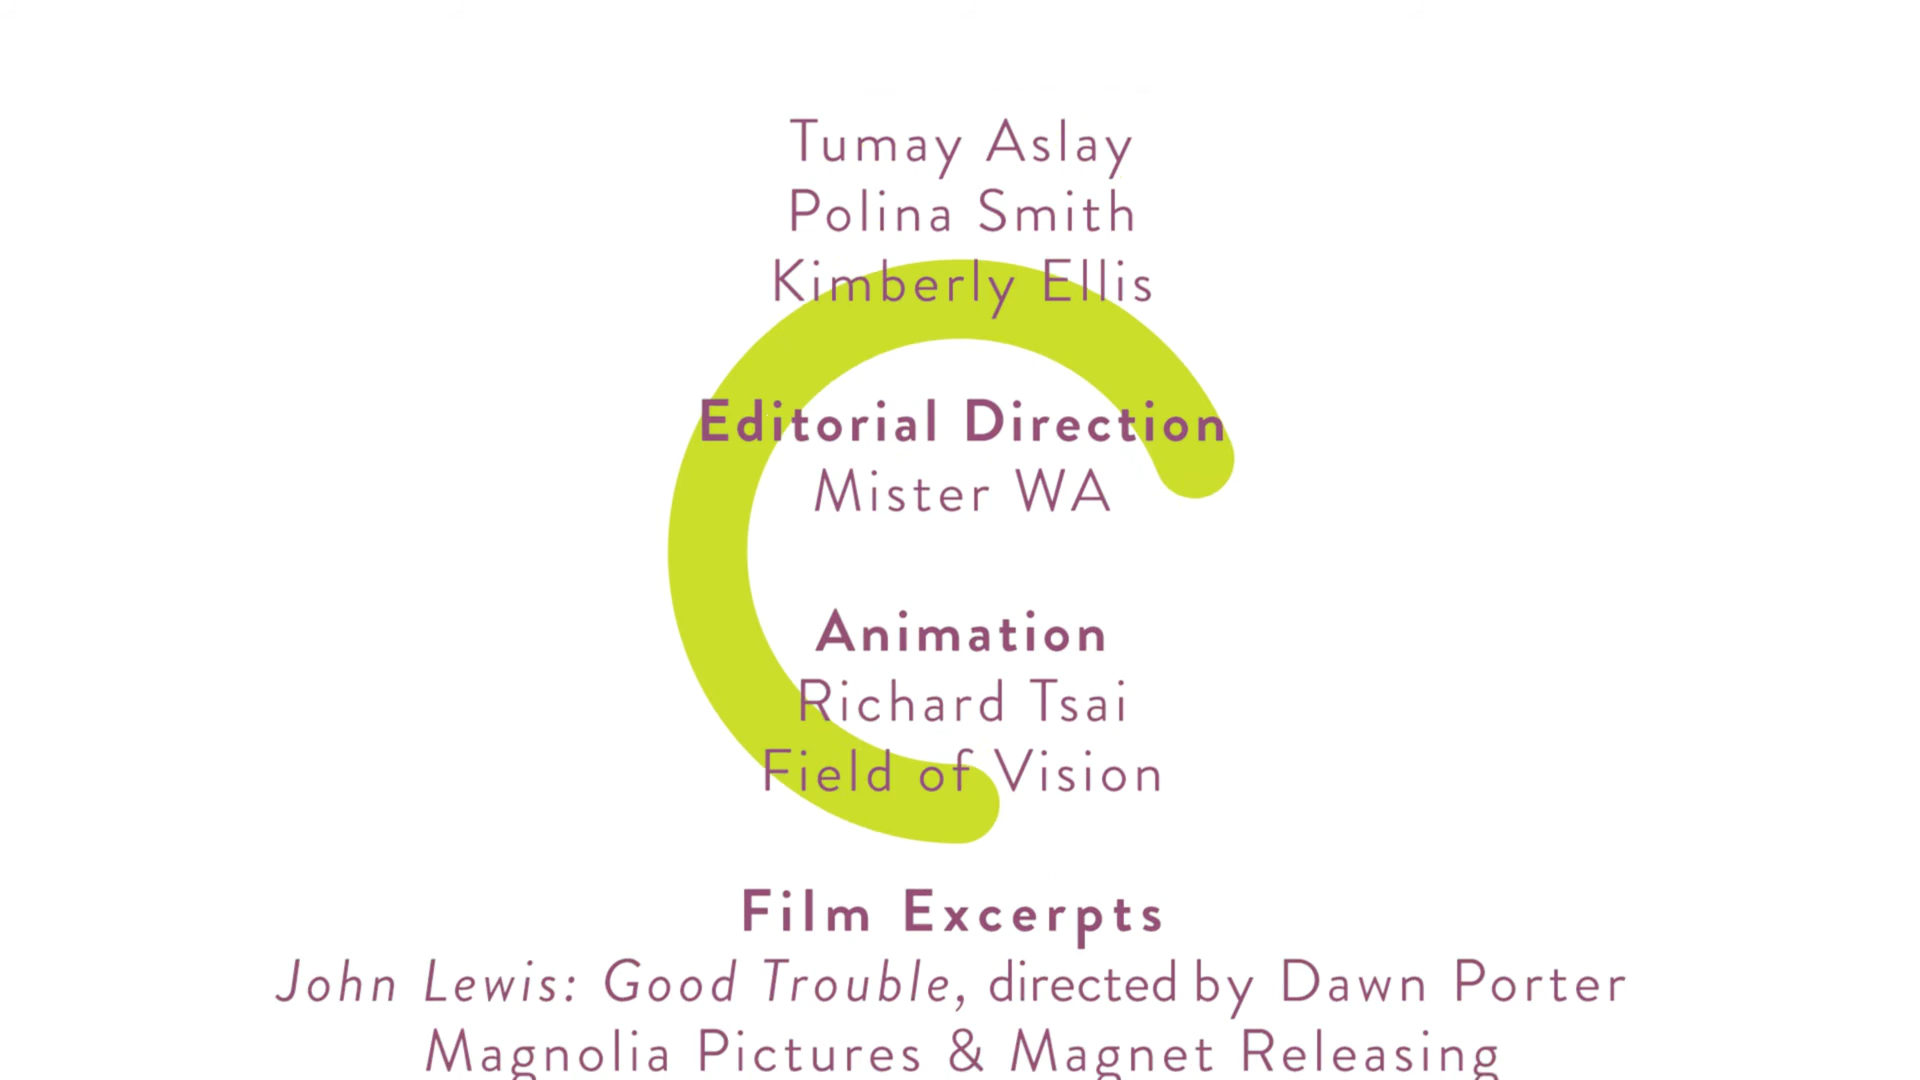 Tumay Aslay
Polina Smith
Kimberly Ellis
Editorial Direction
Mister WA
Animation
Richard Tsai
Field of Vision
Film Excerpts
John Lewis: Good Trouble, directed by Dawn Porter
Magnolia Pictures & Magnet Releasing